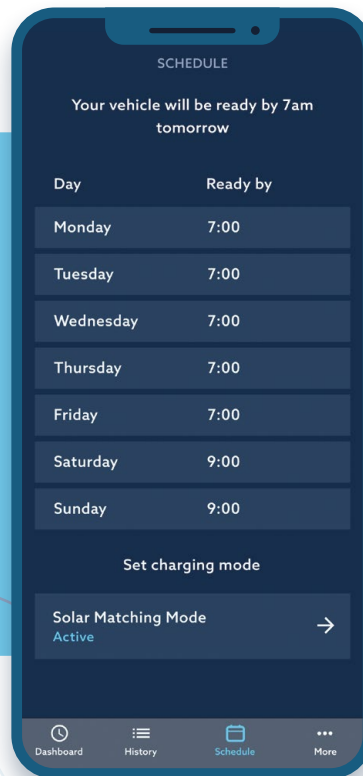 SCHEDULE
Your vehicle will be ready by 7am
tomorrow
Day Ready by
Monday 7:00
Tuesday 7:00
Wednesday 7:00
Thursday 7:00
Friday 7:00
Saturday 9:00
Sunday 9:00
Set charging mode
Solar Matching Mode
Active
Dashboard History Schedule More